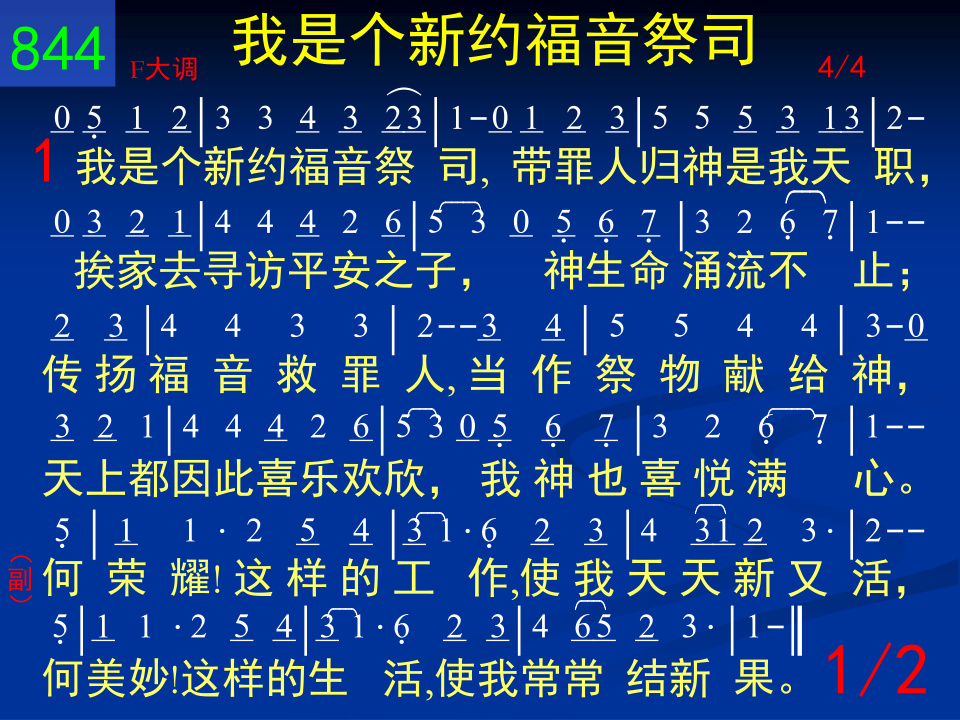 844
我是个新约福音祭司
F大调
4/4
0 5 1 2|3 3 4 3 23|1-0 1 2 3|5 5 5 3 13|2-
1 我是个新约福音祭 司, 带罪人归神是我天 职,
0 3 2 1|4 4 4 2 6|5 3 0 5 6 7|3 2 6 7|1--
挨家去寻访平安之子, 神生命 涌流不 止;
2 3|4 4 3 3|2--3 4|5 5 4 4|3-0
传 扬 福 音 救 罪 人, 当 作 祭 物 献 给 神,
3 2 1|4 4 4 2 6|5 3 0 5 6 7|3 2 6 7|1--
天上都因此喜乐欢欣, 我 神 也 喜 悦 满 心。
5|1 1·2 5 4|3 1·6 2 3|4 31 2 3·|2--
(副) 何 荣 耀! 这 样 的 工 作,使 我 天 天 新 又 活,
5|1 1·2 5 4|3 1·6 2 3|4 65 2 3·|1-‖
何美妙!这样的生 活,使我常常 结新 果。
1/2